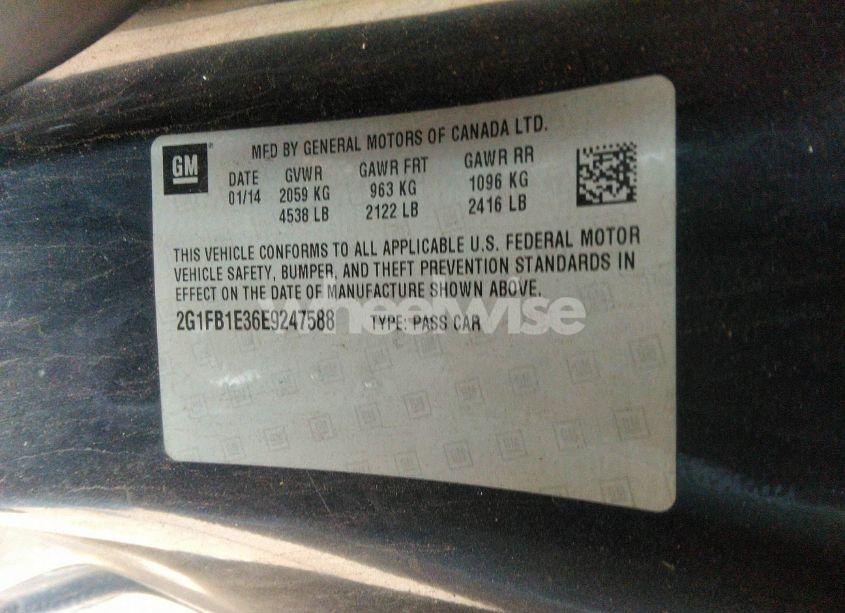 GM
MFD BY GENERAL MOTORS OF CANADA LTD.
DATE GVWR GAWR FRT GAWR RR
01/14 2059 KG 963 KG 1096 KG
4538 LB 2122 LB 2416 LB
THIS VEHICLE CONFORMS TO ALL APPLICABLE U.S. FEDERAL MOTOR
VEHICLE SAFETY, BUMPER, AND THEFT PREVENTION STANDARDS IN
EFFECT ON THE DATE OF MANUFACTURE SHOWN ABOVE.
2G1FB1E36E9247588 TYPE: PASS CAR
wheelwise